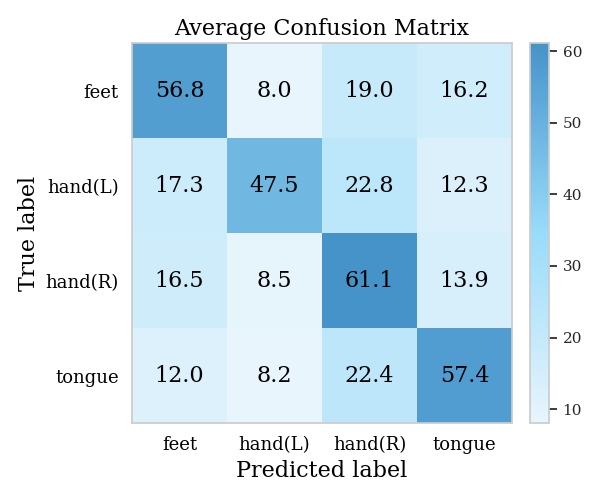 Average Confusion Matrix
True label
feet 56.8 8.0 19.0 16.2
hand(L) 17.3 47.5 22.8 12.3
hand(R) 16.5 8.5 61.1 13.9
tongue 12.0 8.2 22.4 57.4
feet hand(L) hand(R) tongue
Predicted label
60
50
40
30
20
10